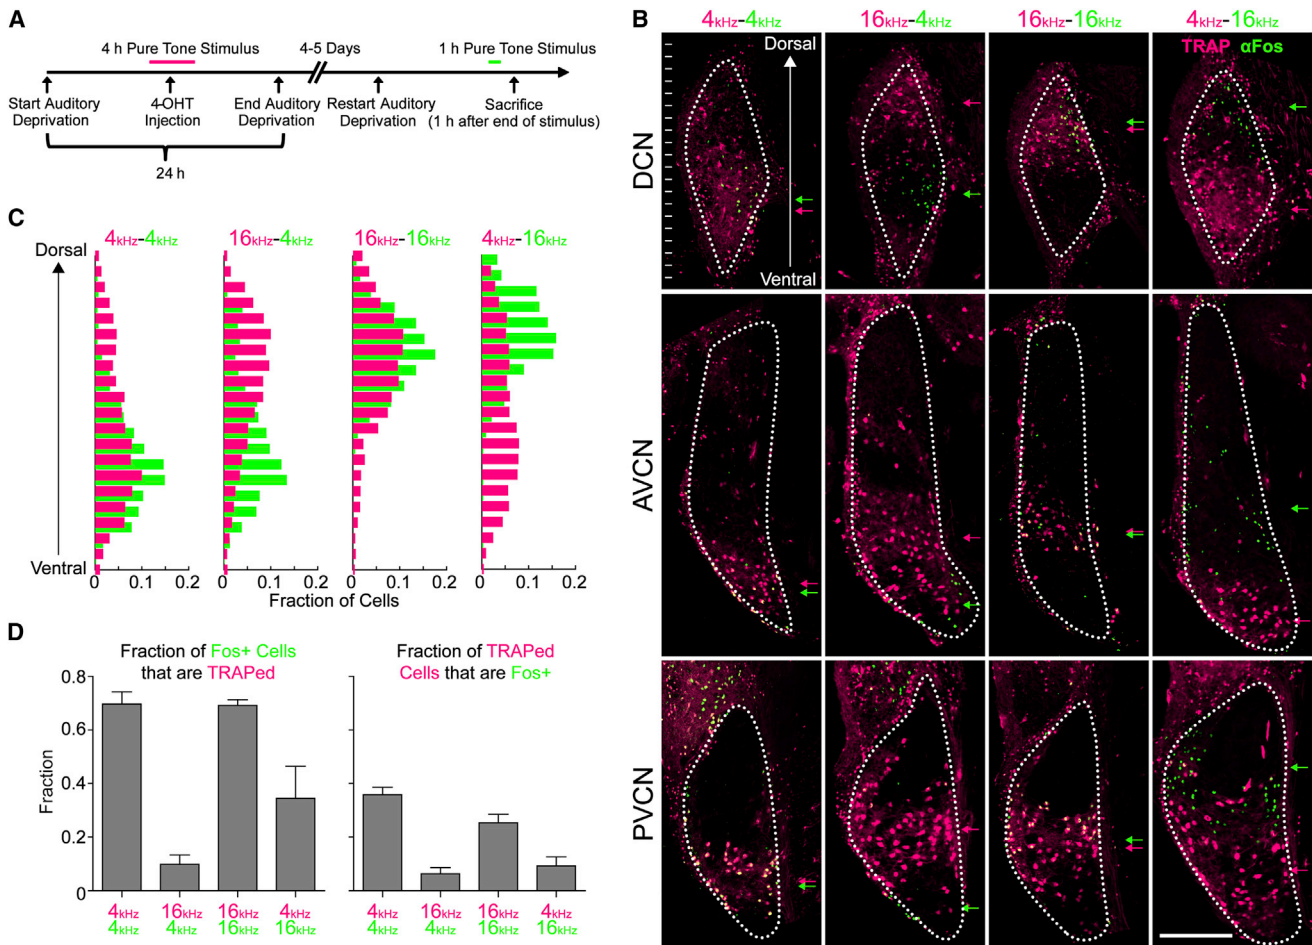 A
4 h Pure Tone Stimulus
4-5 Days
1 h Pure Tone Stimulus
Start Auditory
Deprivation
4-OHT
Injection
End Auditory
Deprivation
Restart Auditory
Deprivation
Sacrifice
(1 h after end of stimulus)
24 h
B
4kHz-4kHz
16kHz-4kHz
16kHz-16kHz
4kHz-16kHz
Dorsal
Ventral
TRAP αFos
DCN
AVCN
PVCN
C
4kHz-4kHz
16kHz-4kHz
16kHz-16kHz
4kHz-16kHz
Dorsal
Ventral
0 0.1 0.2
0 0.1 0.2
0 0.1 0.2
0 0.1 0.2
Fraction of Cells
D
Fraction of Fos+ Cells
that are TRAPed
Fraction of TRAPed
Cells that are Fos+
Fraction
0.8
0.6
0.4
0.2
0
4kHz 16kHz 16kHz 4kHz
4kHz 4kHz 16kHz 16kHz
4kHz 16kHz 16kHz 4kHz
4kHz 4kHz 16kHz 16kHz